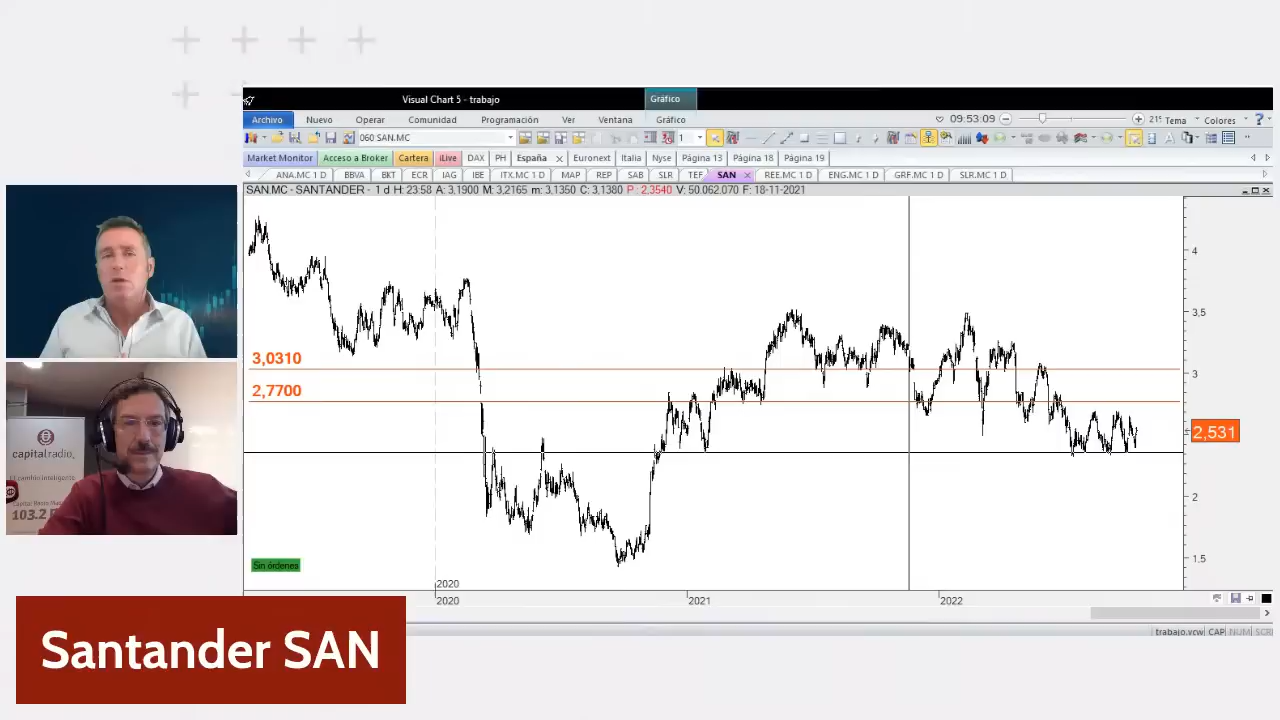 Visual Chart 5 - trabajo
Gráfico
Archivo Nuevo Operar Comunidad Programación Ver Ventana Gráfico
09:53:09
Tema Colores
060 SAN.MC
1
Market Monitor Acceso a Broker Cartera iLive DAX PH España Euronext Italia Nyse Página 13 Página 18 Página 19
ANA.MC 1 D BBVA BKT ECR IAG IBE ITX.MC 1 D MAP REP SAB SLR TEF SAN REE.MC 1 D ENG.MC 1 D GRF.MC 1 D SLR.MC 1 D
SAN.MC - SANTANDER - 1 d H: 23:58 A: 3,1900 M: 3,2165 m: 3,1350 C: 3,1380 P: 2,3540 V: 50.062.070 F: 18-11-2021
4
3,5
3,0310
3
2,7700
2,531
2
1,5
Sin órdenes
2020
2020 2021 2022
trabajo.vcw CAP NUM SCR
capitalradio
103.2
Santander SAN